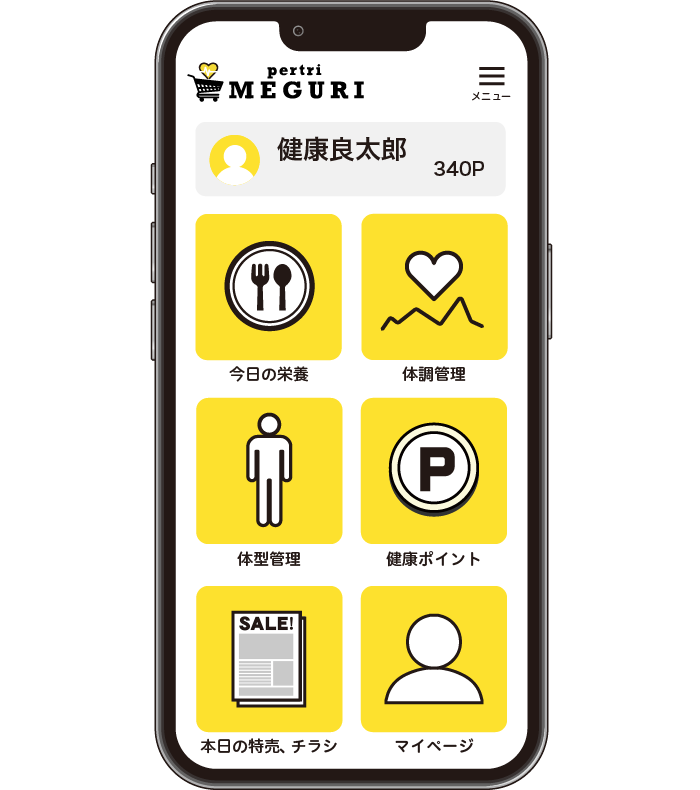 pertri
MEGURI
メニュー
健康良太郎
340P
今日の栄養
体調管理
体型管理
P
健康ポイント
SALE!
本日の特売、チラシ
マイページ